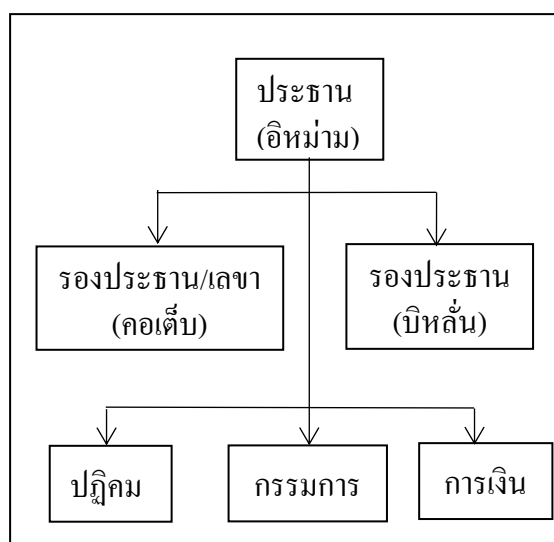 ประธาน
(อิหม่าม)
รองประธาน/เลขา
(คอเต็บ)
รองประธาน
(บิหลั่น)
ปฏิคม
กรรมการ
การเงิน